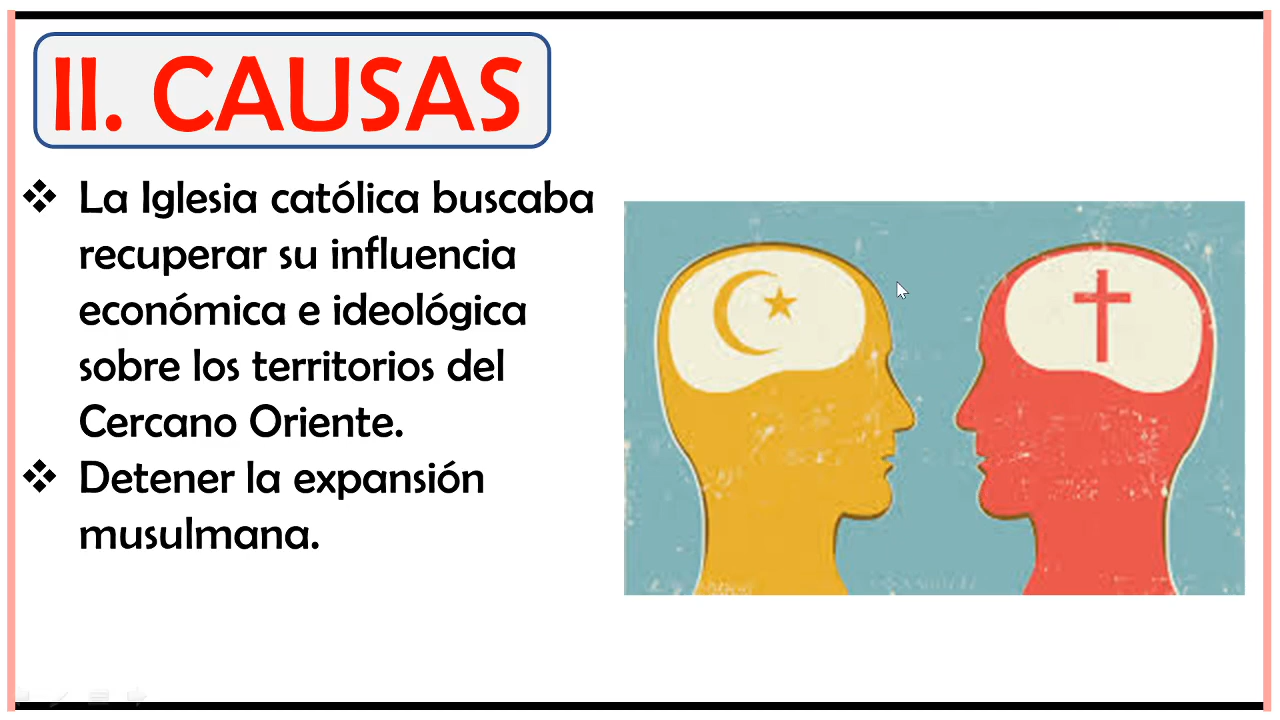 II. CAUSAS
❖ La Iglesia católica buscaba
recuperar su influencia
económica e ideológica
sobre los territorios del
Cercano Oriente.
❖ Detener la expansión
musulmana.